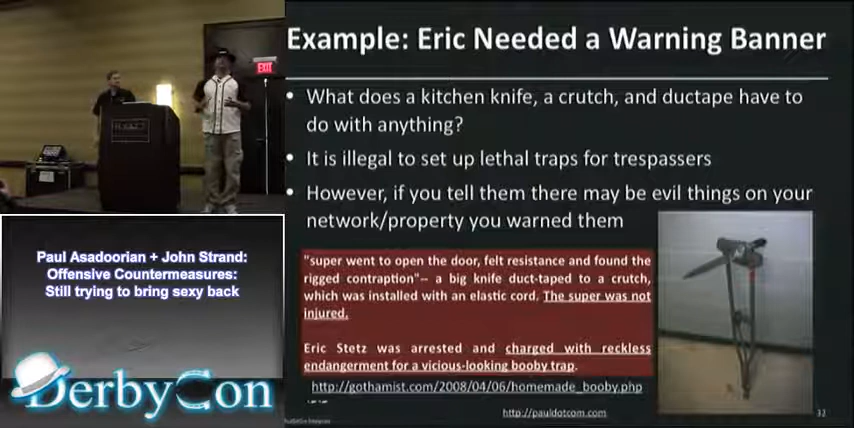 EXIT
HYATT
Example: Eric Needed a Warning Banner
• What does a kitchen knife, a crutch, and ductape have to
do with anything?
• It is illegal to set up lethal traps for trespassers
• However, if you tell them there may be evil things on your
network/property you warned them
"super went to open the door, felt resistance and found the
rigged contraption"-- a big knife duct-taped to a crutch,
which was installed with an elastic cord. The super was not
injured.
Eric Stetz was arrested and charged with reckless
endangerment for a vicious-looking booby trap.
http://gothamist.com/2008/04/06/homemade_booby.php
http://pauldotcom.com
32
Paul Asadoorian + John Strand:
Offensive Countermeasures:
Still trying to bring sexy back
DerbyCon